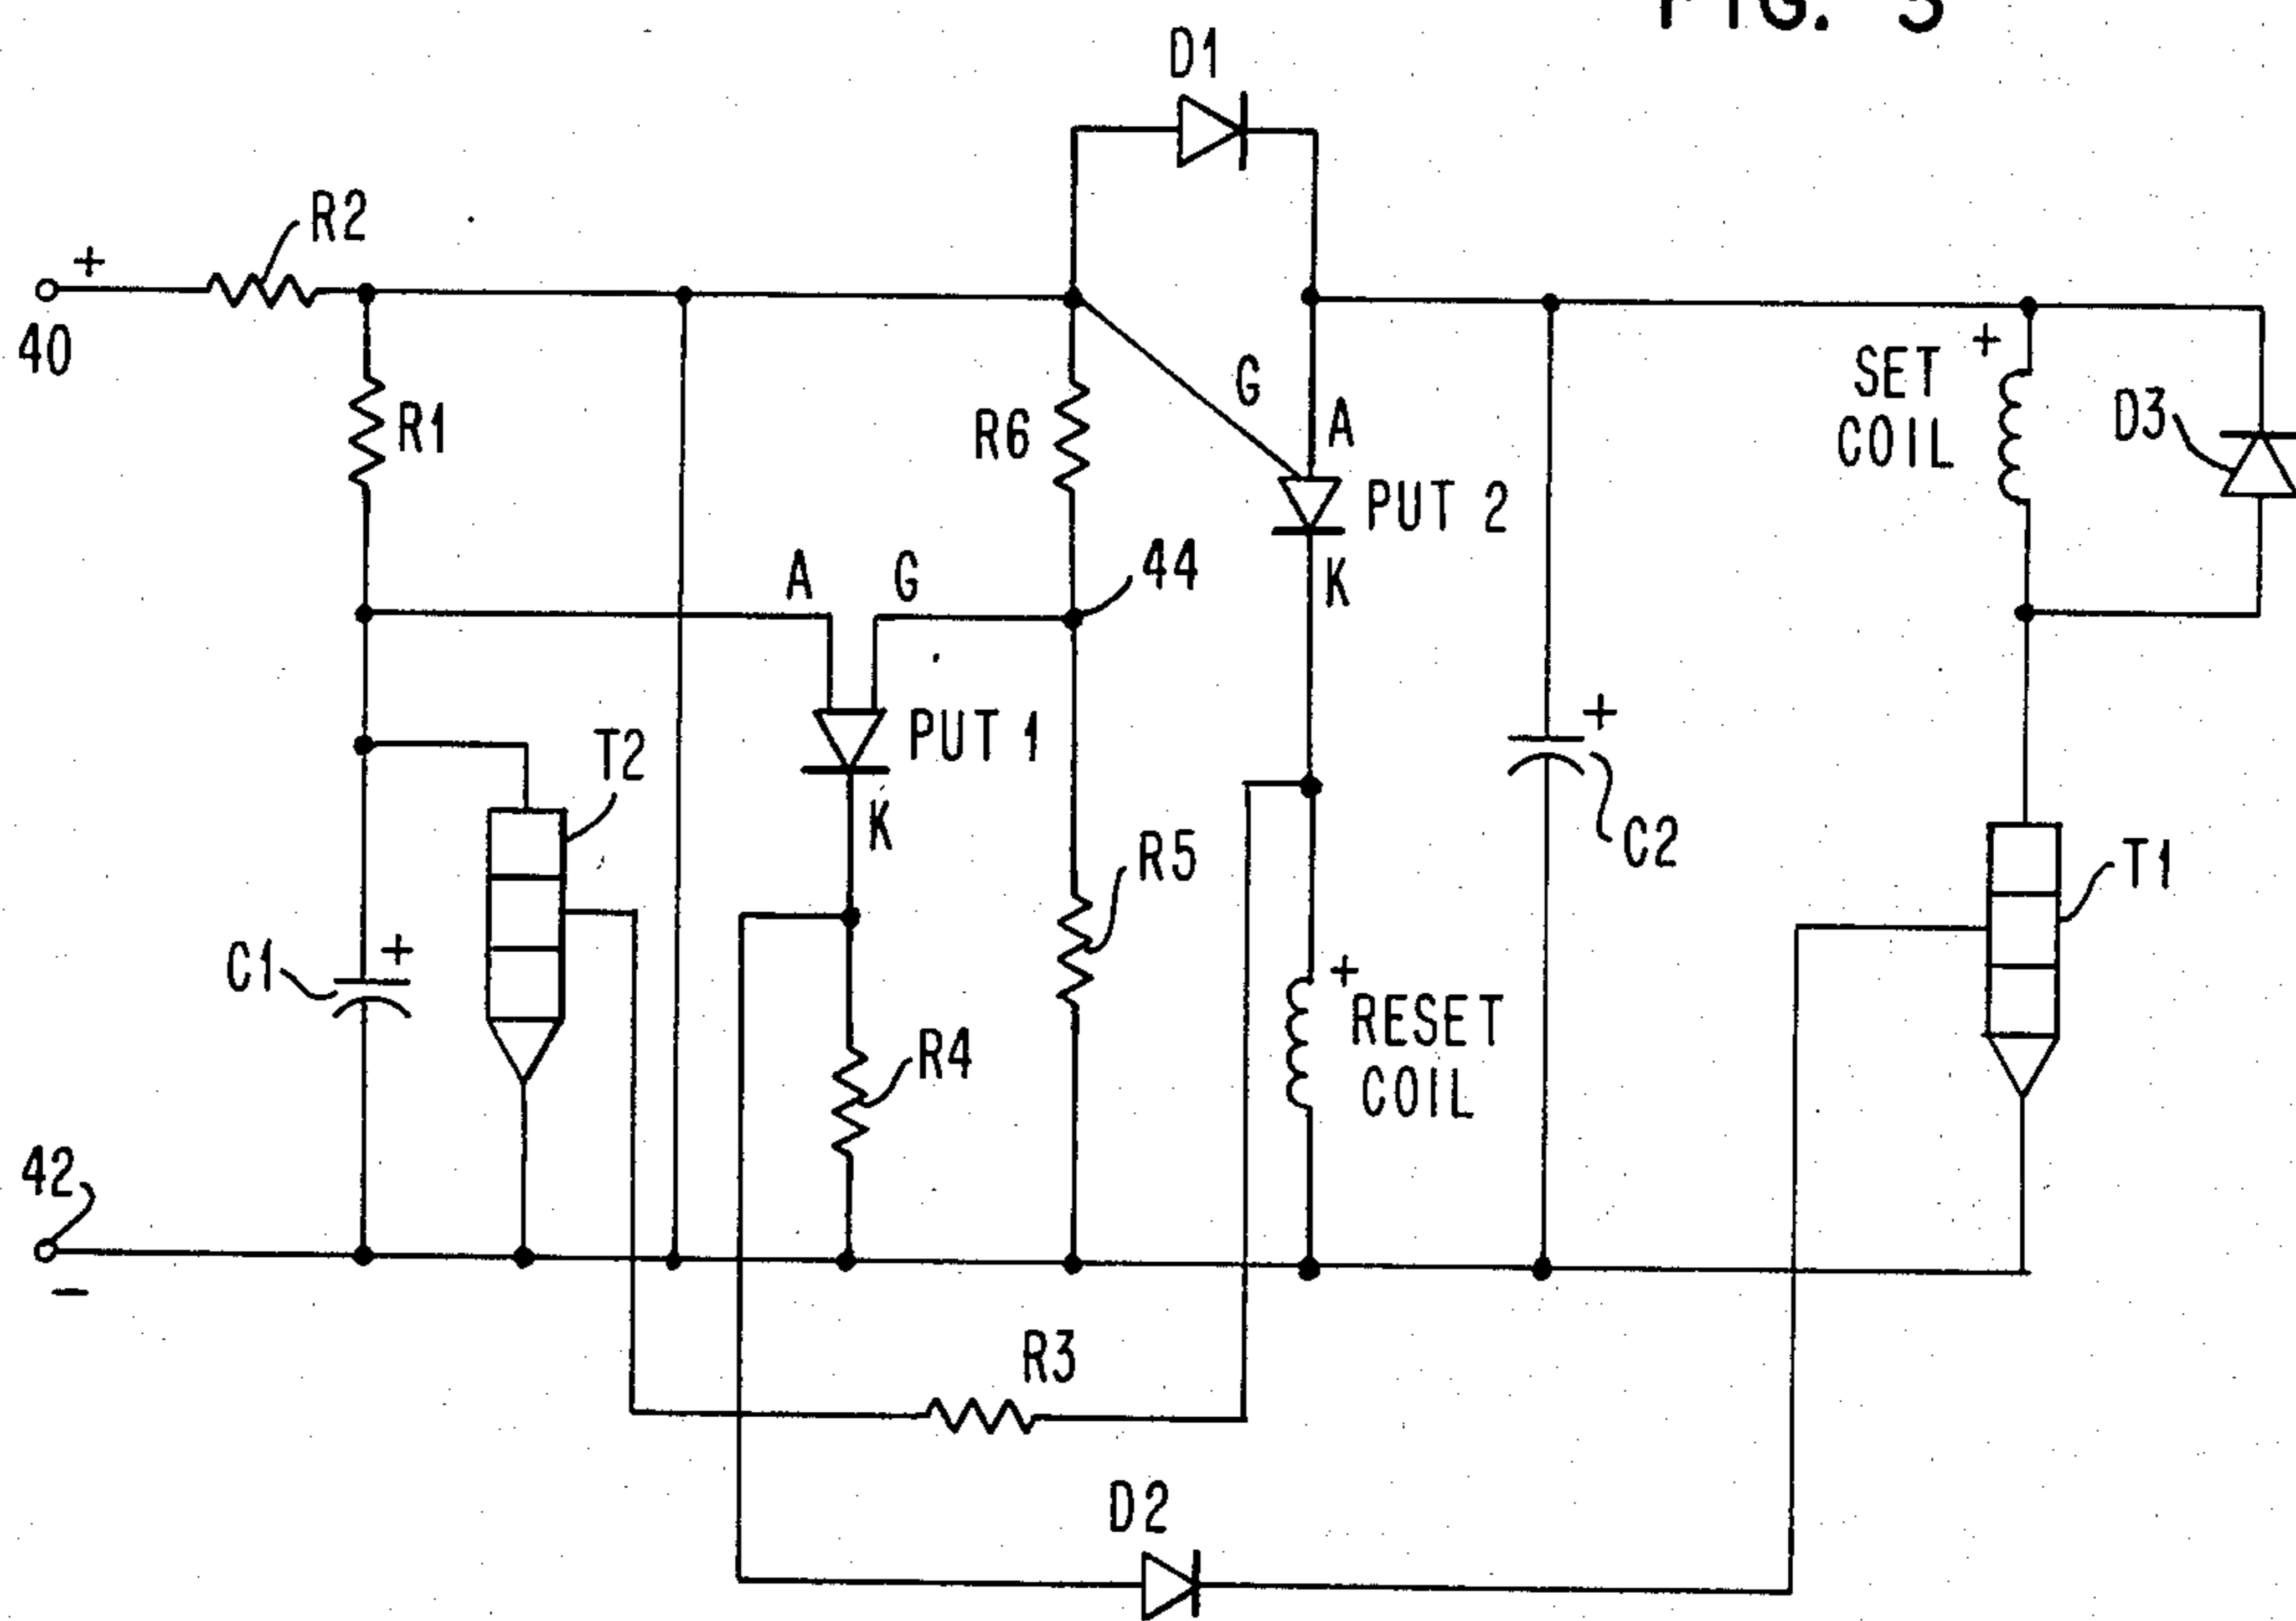 FIG. 3
D1
R2
+
40
R1
R6
G
A
PUT 2
K
+
SET
COIL
D3
A
G
44
T2
PUT 1
K
+
C2
R5
T1
C1
+
R4
+
RESET
COIL
42
−
R3
D2